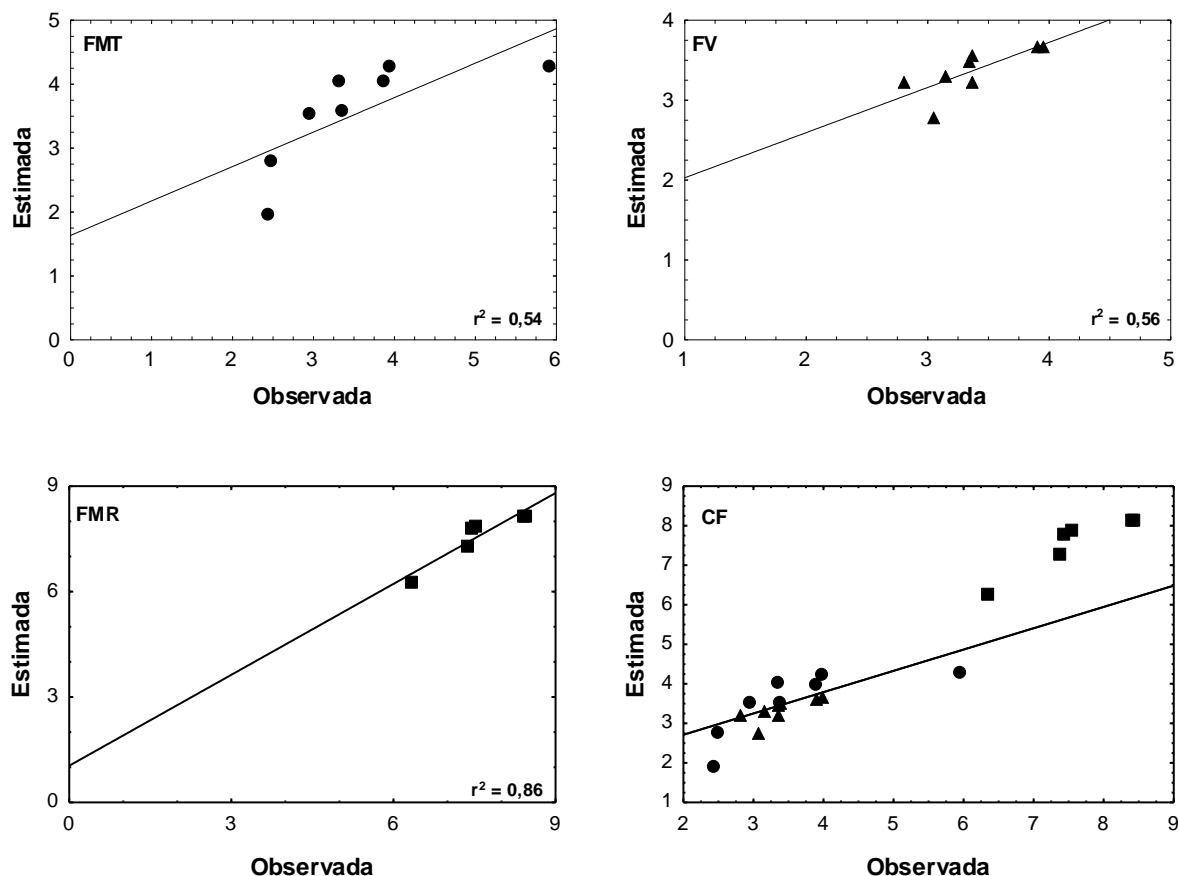 FMT
5
4
3
2
1
0
Estimada
r² = 0,54
0 1 2 3 4 5 6
Observada
FV
4
3
2
1
0
Estimada
r² = 0,56
1 2 3 4 5
Observada
FMR
9
6
3
0
Estimada
r² = 0,86
0 3 6 9
Observada
CF
9
8
7
6
5
4
3
2
1
Estimada
2 3 4 5 6 7 8 9
Observada